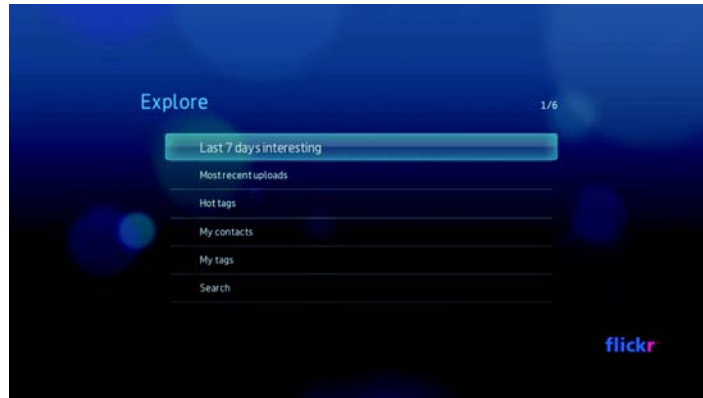 Explore
1/6
Last 7 days interesting
Most recent uploads
Hot tags
My contacts
My tags
Search
flickr